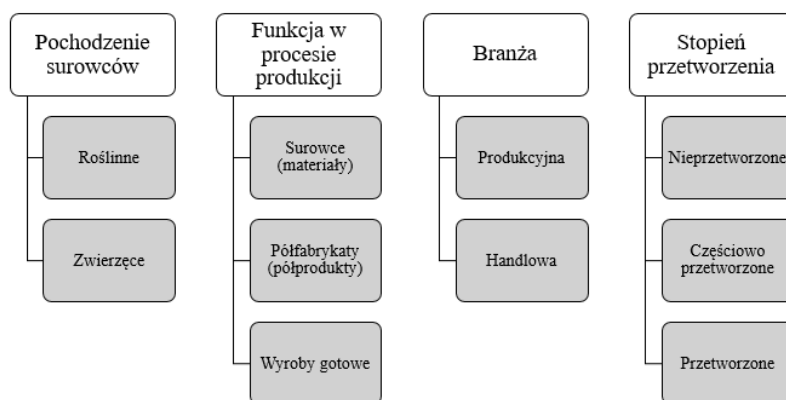 Pochodzenie
surowców
Roślinne
Zwierzęce
Funkcja w
procesie
produkcji
Surowce
(materiały)
Półfabrykaty
(półprodukty)
Wyroby gotowe
Branża
Produkcyjna
Handlowa
Stopień
przetworzenia
Nieprzetworzone
Częściowo
przetworzone
Przetworzone